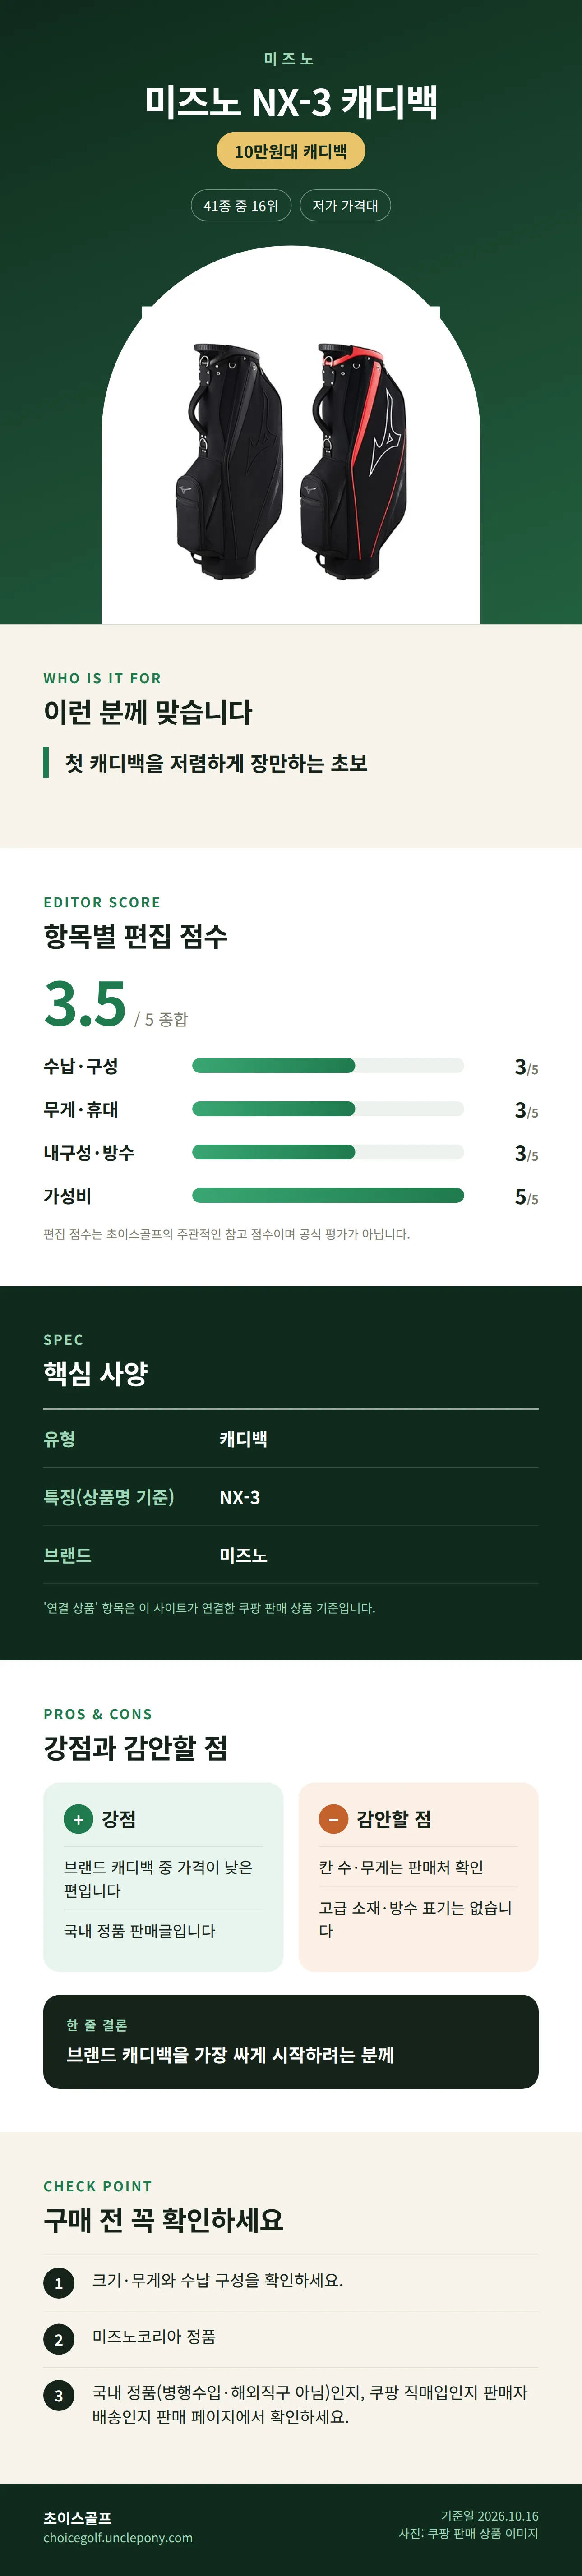 미즈노
미즈노 NX-3 캐디백
10만원대 캐디백
41종 중 16위
저가 가격대
WHO IS IT FOR
이런 분께 맞습니다
첫 캐디백을 저렴하게 장만하는 초보
EDITOR SCORE
항목별 편집 점수
3.5 / 5 종합
수납·구성 3/5
무게·휴대 3/5
내구성·방수 3/5
가성비 5/5
편집 점수는 초이스골프의 주관적인 참고 점수이며 공식 평가가 아닙니다.
SPEC
핵심 사양
유형 캐디백
특징(상품명 기준) NX-3
브랜드 미즈노
'연결 상품' 항목은 이 사이트가 연결한 쿠팡 판매 상품 기준입니다.
PROS & CONS
강점과 감안할 점
+ 강점
브랜드 캐디백 중 가격이 낮은
편입니다
국내 정품 판매글입니다
− 감안할 점
칸 수·무게는 판매처 확인
고급 소재·방수 표기는 없습니
다
한 줄 결론
브랜드 캐디백을 가장 싸게 시작하려는 분께
CHECK POINT
구매 전 꼭 확인하세요
1 크기·무게와 수납 구성을 확인하세요.
2 미즈노코리아 정품
3 국내 정품(병행수입·해외직구 아님)인지, 쿠팡 직매입인지 판매자
배송인지 판매 페이지에서 확인하세요.
초이스골프
choicegolf.unclepony.com
기준일 2026.10.16
사진: 쿠팡 판매 상품 이미지